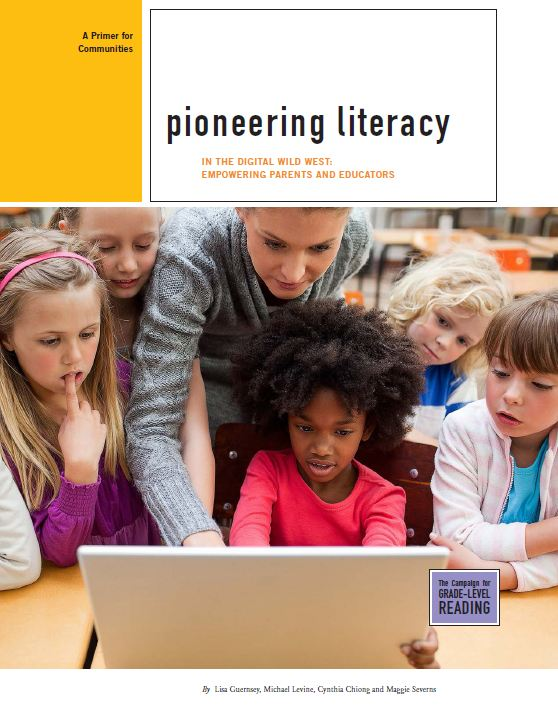 A Primer for
Communities
pioneering literacy
IN THE DIGITAL WILD WEST:
EMPOWERING PARENTS AND EDUCATORS
The Campaign for
GRADE-LEVEL
READING
By Lisa Guernsey, Michael Levine, Cynthia Chiong and Maggie Severns